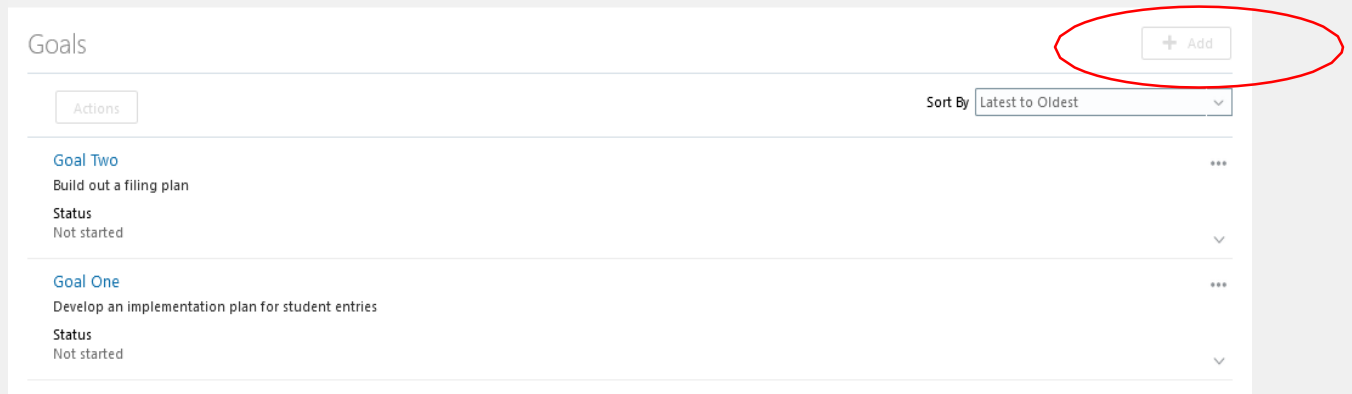 Goals
+ Add
Actions
Sort By Latest to Oldest
Goal Two
Build out a filing plan
Status
Not started
Goal One
Develop an implementation plan for student entries
Status
Not started